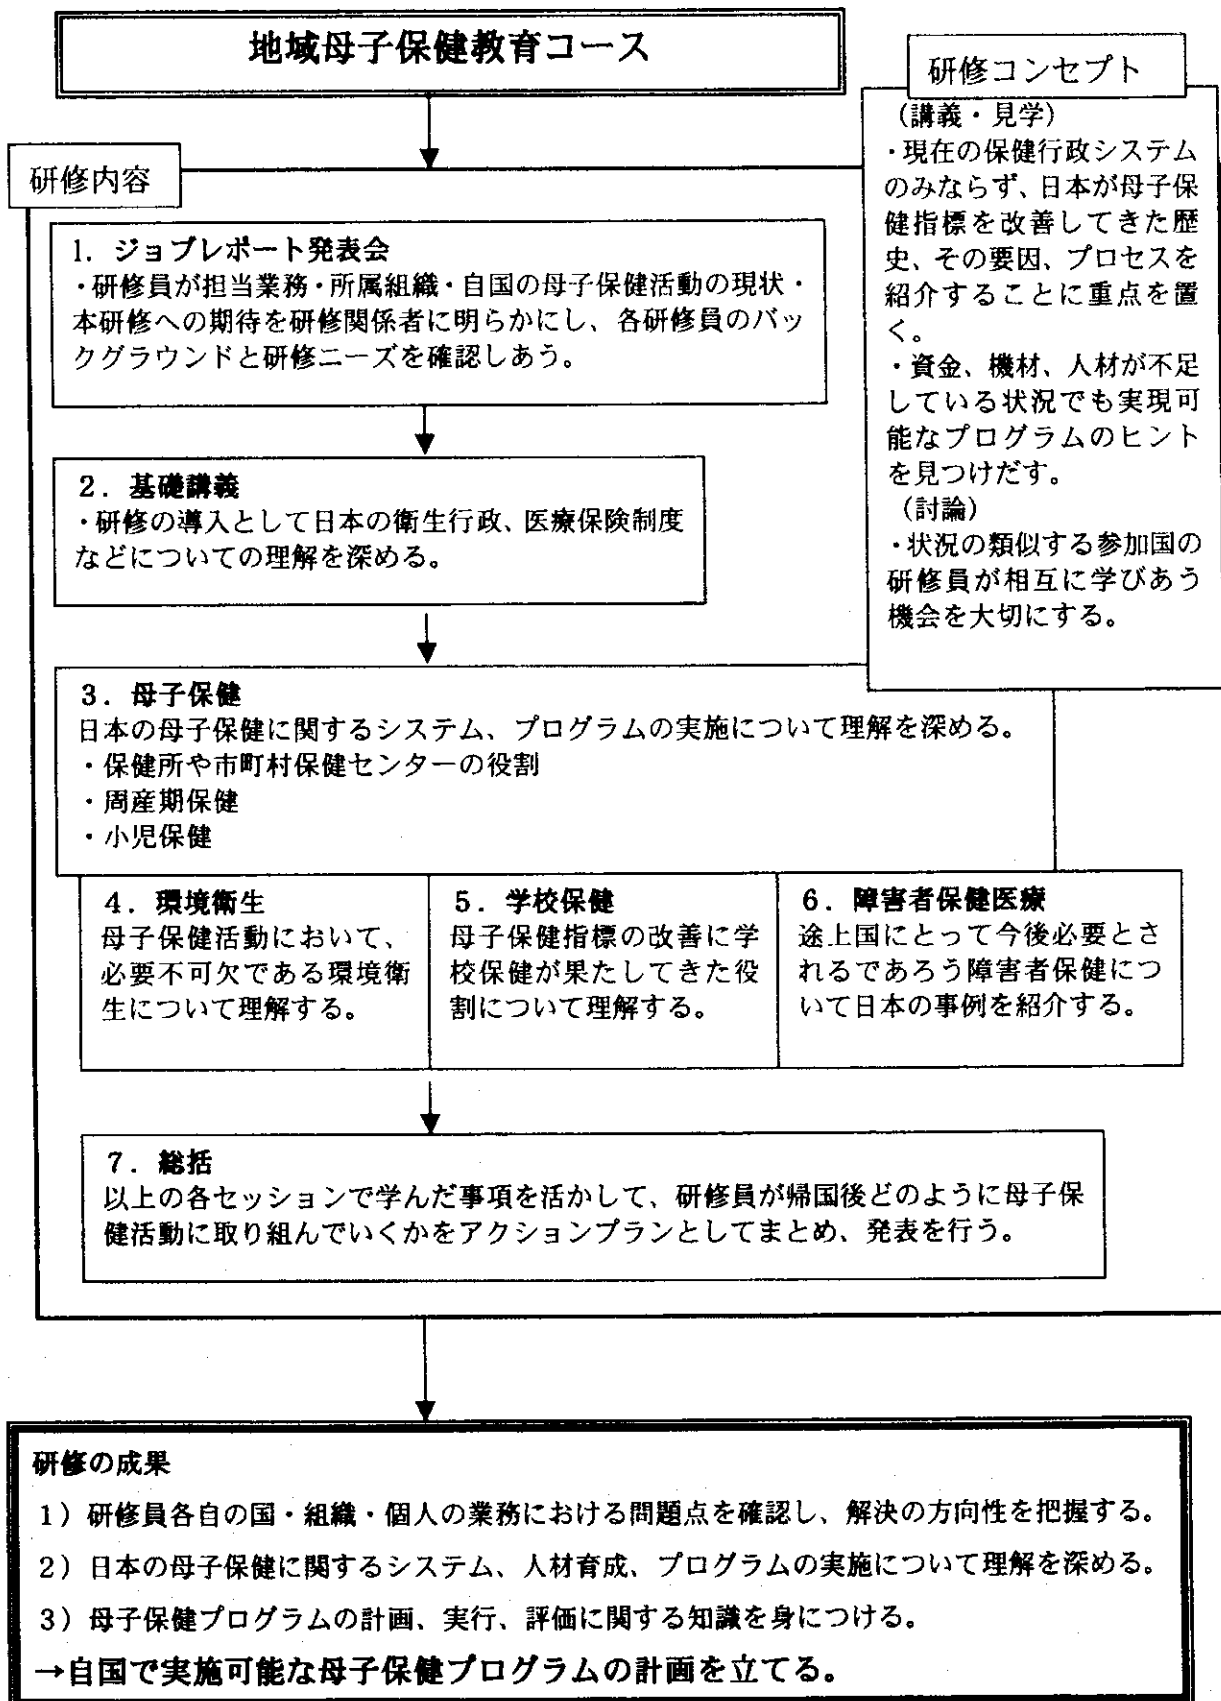 地域母子保健教育コース
研修コンセプト
(講義・見学)
・現在の保健行政システム
のみならず、日本が母子保
健指標を改善してきた歴
史、その要因、プロセスを
紹介することに重点を置
く。
・資金、機材、人材が不足
している状況でも実現可
能なプログラムのヒント
を見つけだす。
(討論)
・状況の類似する参加国の
研修員が相互に学びあう
機会を大切にする。
研修内容
1. ジョブレポート発表会
・研修員が担当業務・所属組織・自国の母子保健活動の現状・
本研修への期待を研修関係者に明らかにし、各研修員のバッ
クグラウンドと研修ニーズを確認しあう。
2. 基礎講義
・研修の導入として日本の衛生行政、医療保険制度
などについての理解を深める。
3. 母子保健
日本の母子保健に関するシステム、プログラムの実施について理解を深める。
・保健所や市町村保健センターの役割
・周産期保健
・小児保健
4. 環境衛生
母子保健活動において、
必要不可欠である環境衛
生について理解する。
5. 学校保健
母子保健指標の改善に学
校保健が果たしてきた役
割について理解する。
6. 障害者保健医療
途上国にとって今後必要とさ
れるであろう障害者保健につ
いて日本の事例を紹介する。
7. 総括
以上の各セッションで学んだ事項を活かして、研修員が帰国後どのように母子保
健活動に取り組んでいくかをアクションプランとしてまとめ、発表を行う。
研修の成果
1) 研修員各自の国・組織・個人の業務における問題点を確認し、解決の方向性を把握する。
2) 日本の母子保健に関するシステム、人材育成、プログラムの実施について理解を深める。
3) 母子保健プログラムの計画、実行、評価に関する知識を身につける。
→自国で実施可能な母子保健プログラムの計画を立てる。